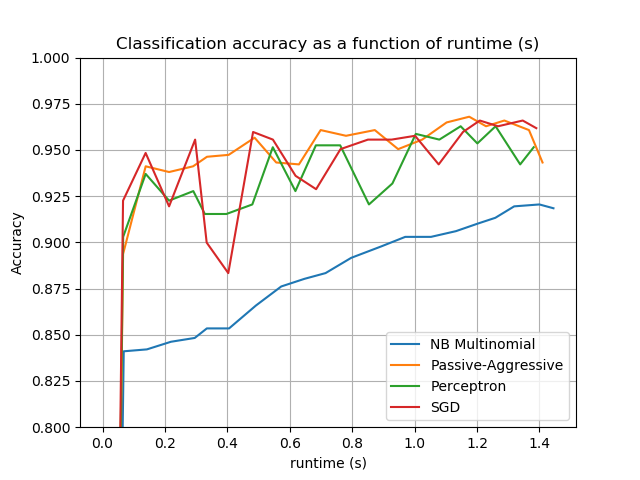 Classification accuracy as a function of runtime (s)
1.000
0.975
0.950
0.925
0.900
0.875
0.850
0.825
0.800
Accuracy
NB Multinomial
Passive-Aggressive
Perceptron
SGD
0.0 0.2 0.4 0.6 0.8 1.0 1.2 1.4
runtime (s)